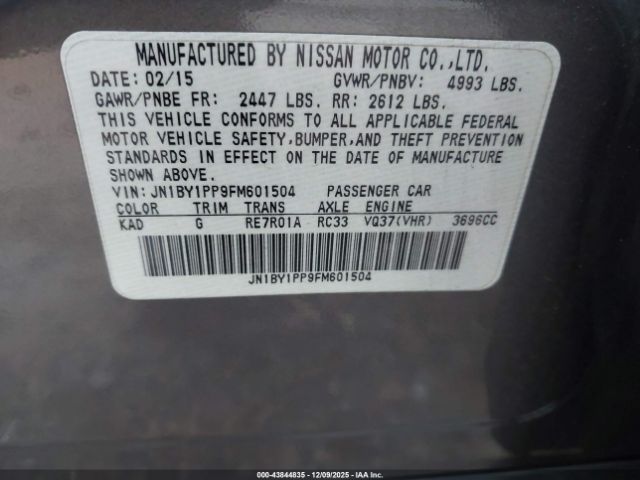 MANUFACTURED BY NISSAN MOTOR CO.,LTD.
DATE: 02/15 GVWR/PNBV: 4993 LBS.
GAWR/PNBE FR: 2447 LBS. RR: 2612 LBS.
THIS VEHICLE CONFORMS TO ALL APPLICABLE FEDERAL
MOTOR VEHICLE SAFETY,BUMPER,AND THEFT PREVENTION
STANDARDS IN EFFECT ON THE DATE OF MANUFACTURE
SHOWN ABOVE.
VIN: JN1BY1PP9FM601504 PASSENGER CAR
COLOR TRIM TRANS AXLE ENGINE
KAD G RE7R01A RC33 VQ37(VHR) 3696CC
JN1BY1PP9FM601504
000-43844835 - 12/09/2025 - IAAI.COM